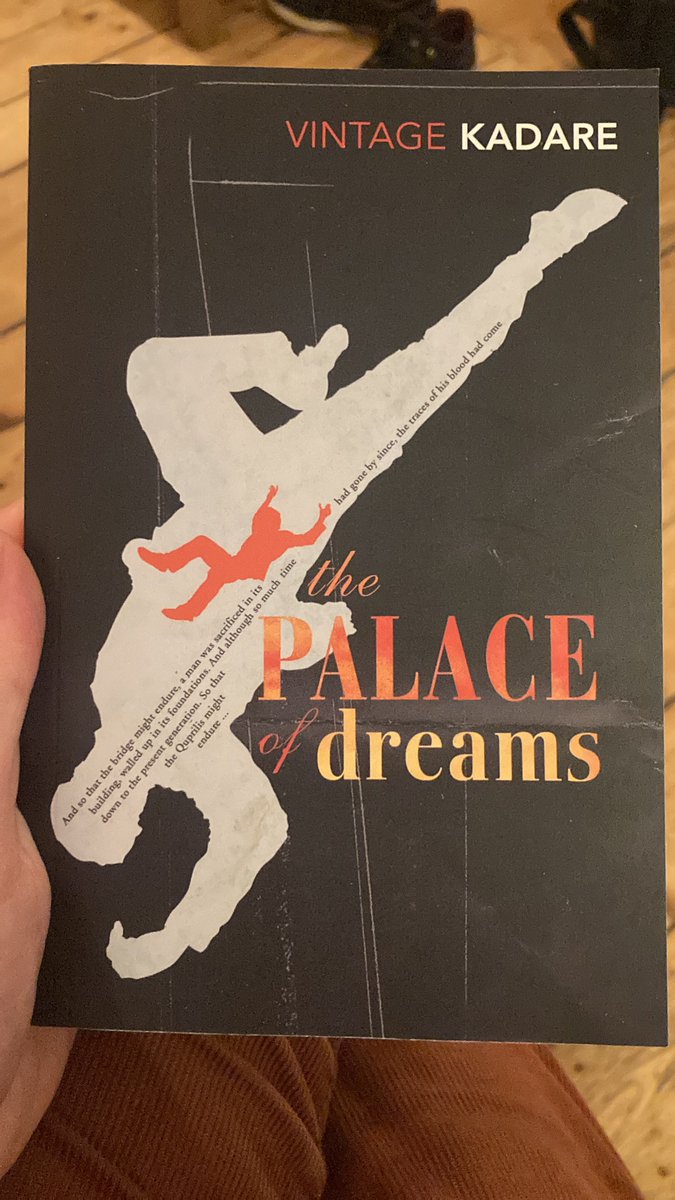 VINTAGE KADARE
had gone by since, the traces of his blood had come
the
PALACE
of dreams
And so that the bridge might endure, a man was sacrificed in its
building, walled up in its foundations. And although so much time
down to the present generation. So that
the Quprilis might
endure ...